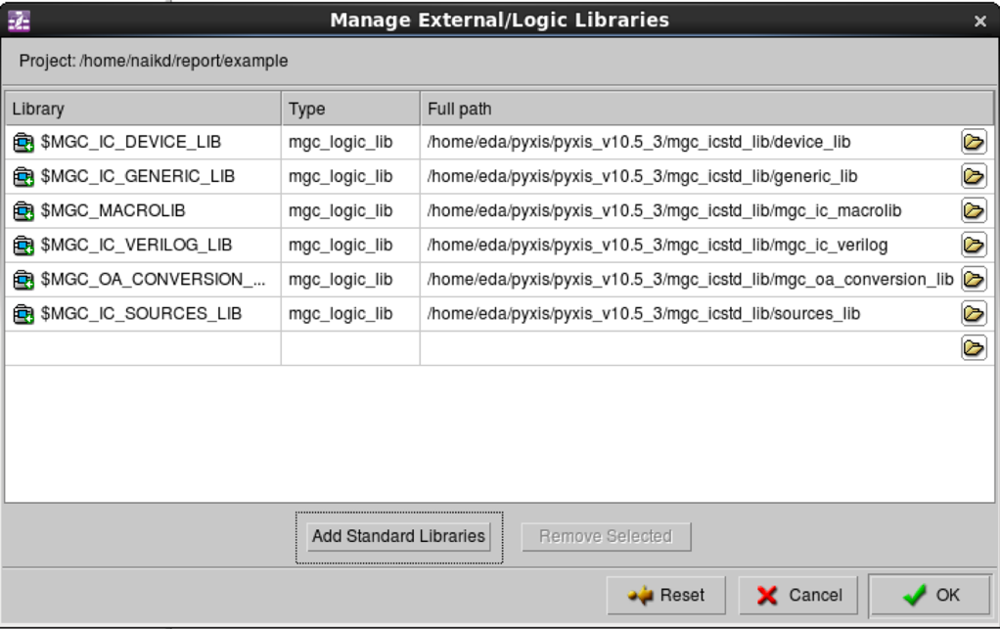 Manage External/Logic Libraries
Project: /home/naikd/report/example
Library Type Full path
$MGC_IC_DEVICE_LIB mgc_logic_lib /home/eda/pyxis/pyxis_v10.5_3/mgc_icstd_lib/device_lib
$MGC_IC_GENERIC_LIB mgc_logic_lib /home/eda/pyxis/pyxis_v10.5_3/mgc_icstd_lib/generic_lib
$MGC_MACROLIB mgc_logic_lib /home/eda/pyxis/pyxis_v10.5_3/mgc_icstd_lib/mgc_ic_macrolib
$MGC_IC_VERILOG_LIB mgc_logic_lib /home/eda/pyxis/pyxis_v10.5_3/mgc_icstd_lib/mgc_ic_verilog
$MGC_OA_CONVERSION_... mgc_logic_lib /home/eda/pyxis/pyxis_v10.5_3/mgc_icstd_lib/mgc_oa_conversion_lib
$MGC_IC_SOURCES_LIB mgc_logic_lib /home/eda/pyxis/pyxis_v10.5_3/mgc_icstd_lib/sources_lib
Add Standard Libraries Remove Selected
Reset Cancel OK